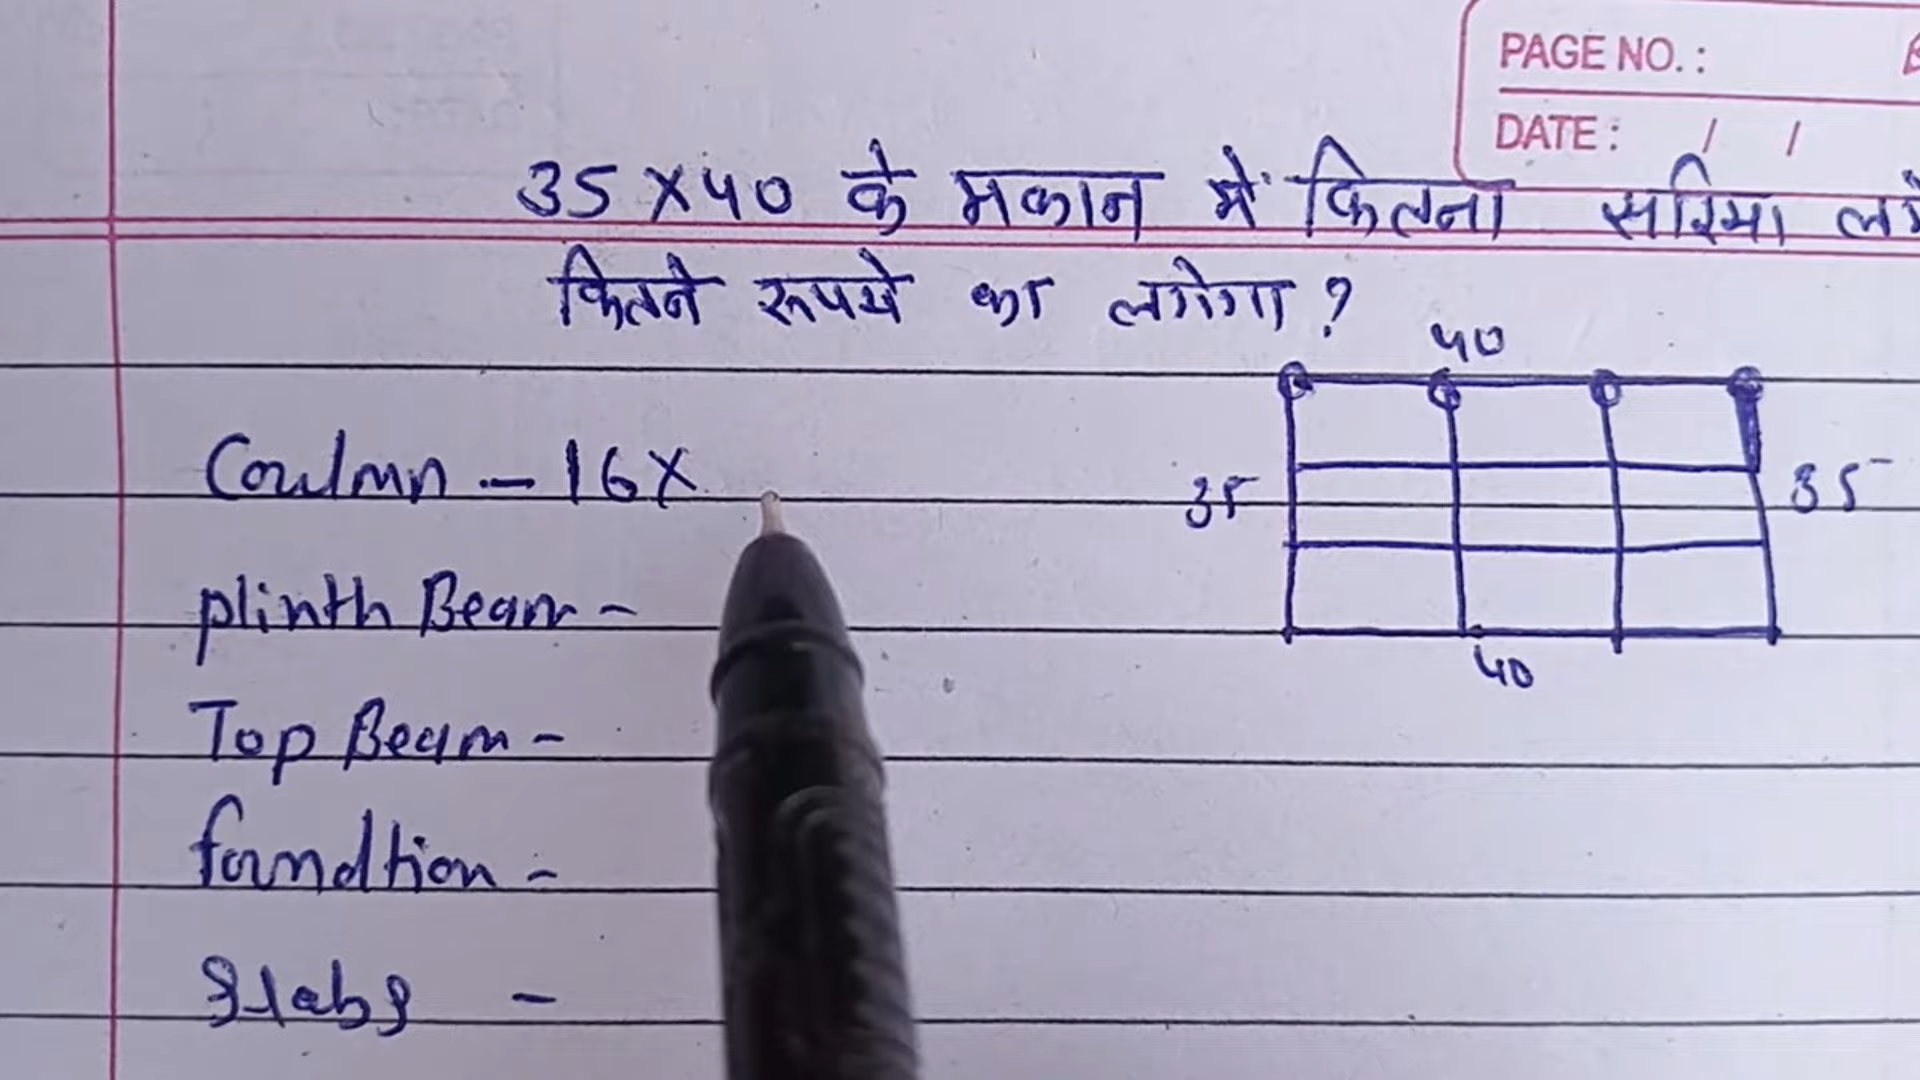 PAGE NO. :
DATE : / /
35 X 40 के मकान में कितना सरिया
कितने रूपये का लगेगा ?
40
Coulmn - 16X
35
35
plinth Beam -
40
Top Beam -
foundtion -
Slabs -